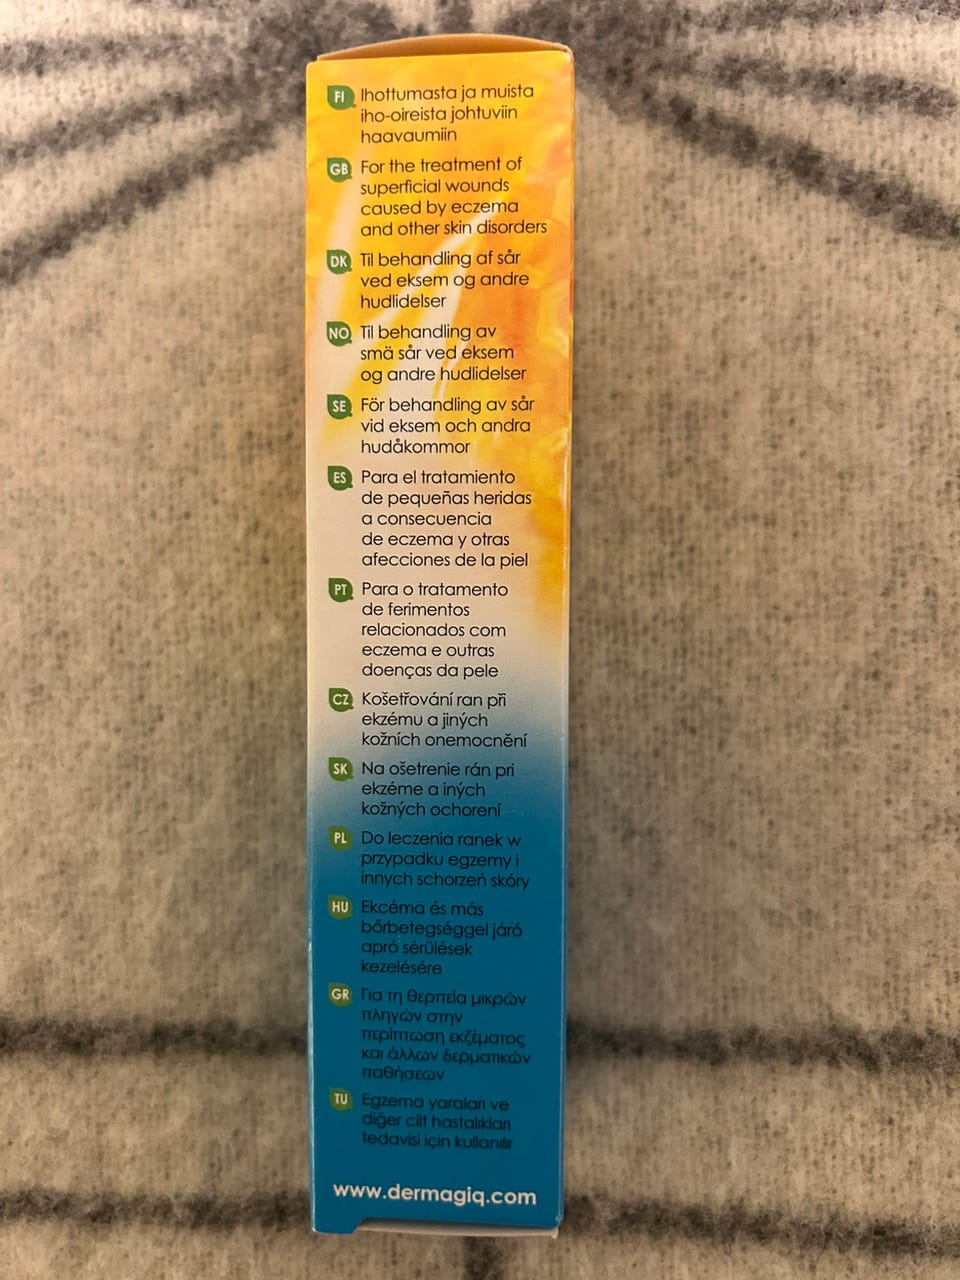 FI Ihottumasta ja muista
iho-oireista johtuviin
haavaumiin
GB For the treatment of
superficial wounds
caused by eczema
and other skin disorders
DK Til behandling af sår
ved eksem og andre
hudlidelser
NO Til behandling av
smä sår ved eksem
og andre hudlidelser
SE För behandling av sår
vid eksem och andra
hudåkommor
ES Para el tratamiento
de pequeñas heridas
a consecuencia
de eczema y otras
afecciones de la piel
PT Para o tratamento
de ferimentos
relacionados com
eczema e outras
doenças da pele
CZ Košetřování ran při
ekzému a jiných
kožních onemocnění
SK Na ošetrenie rán pri
ekzéme a iných
kožných ochorení
PL Do leczenia ranek w
przypadku egzemy i
innych schorzeń skóry
HU Ekcéma és más
bőrbetegséggel járó
apró sérülések
kezelésére
GR Για τη θερπεία μικρών
πληγών στην
περίπτωση εκζέματος
και άλλων δερματικών
παθήσεων
TU Egzema yaraları ve
diğer cilt hastalıkları
tedavisi için kullanılır
www.dermagiq.com